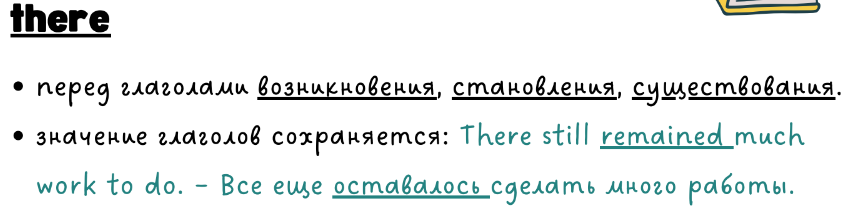 there
• перед глаголами возникновения, становления, существования.
• значение глаголов сохраняется: There still remained much
work to do. – Все еще оставалось сделать много работы.